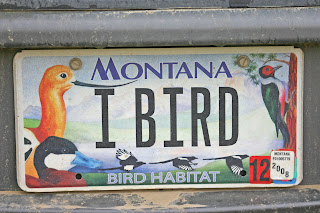 MONTANA
I BIRD
BIRD HABITAT
12
MONTANA
2008